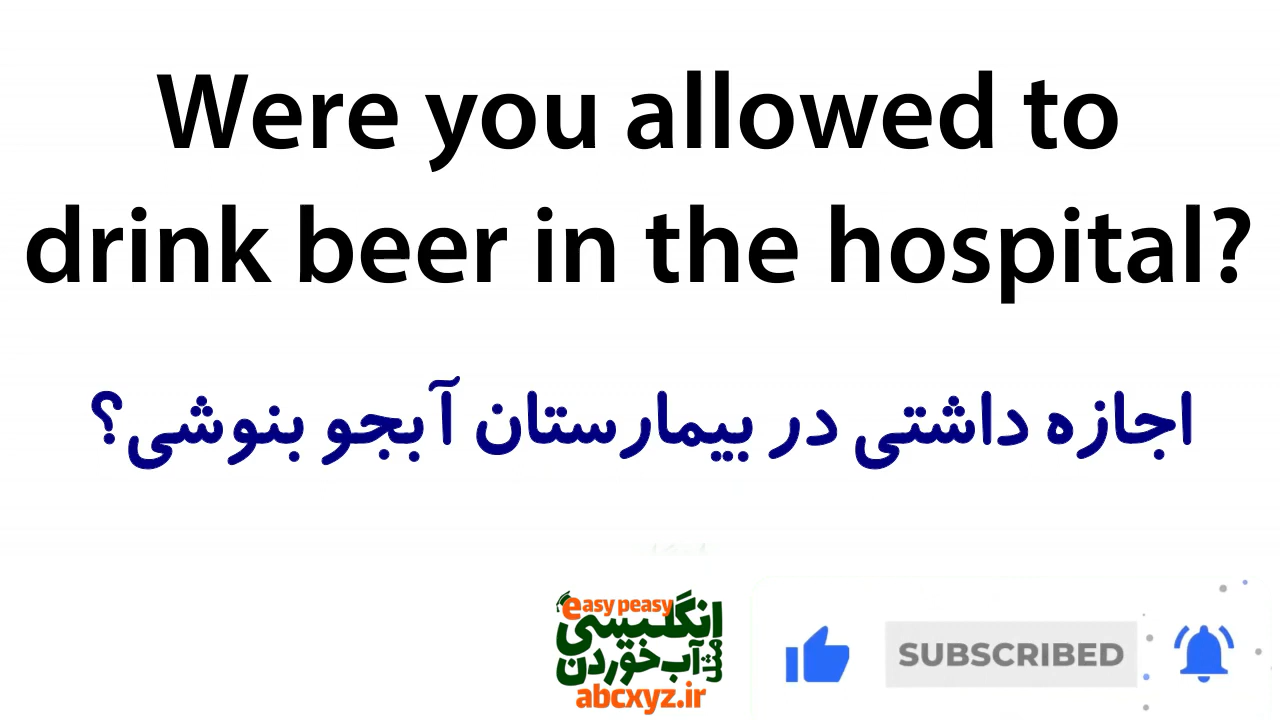 Were you allowed to
drink beer in the hospital?
اجازه داشتی در بیمارستان آبجو بنوشی؟
easy peasy
انگلیسی
مثل آب خوردن
abcxyz.ir
SUBSCRIBED